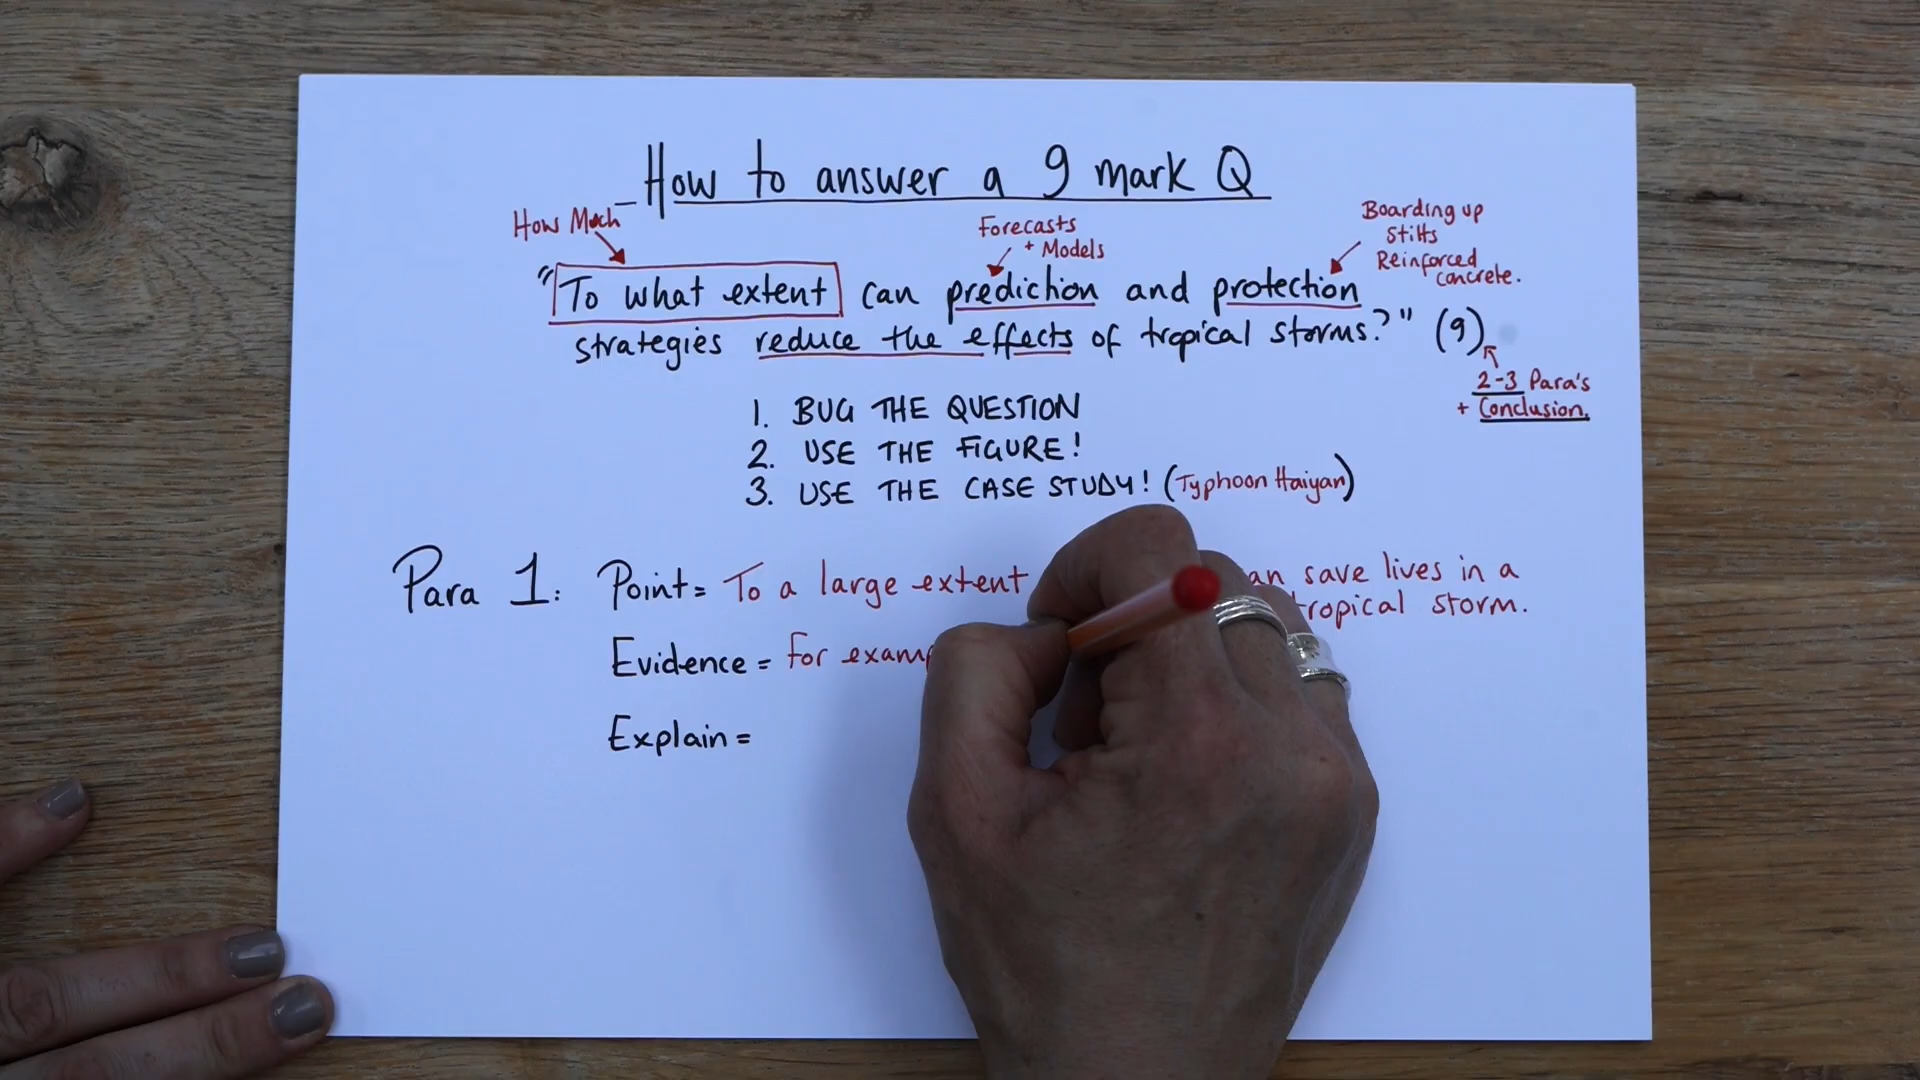 How to answer a 9 mark Q
How Much
Forecasts
+ Models
Boarding up
Stilts
Reinforced
concrete.
"To what extent can prediction and protection
strategies reduce the effects of tropical storms?" (9)
2-3 Para's
+ Conclusion.
1. BUG THE QUESTION
2. USE THE FIGURE!
3. USE THE CASE STUDY! (Typhoon Haiyan)
Para 1: Point = To a large extent save lives in a
tropical storm.
Evidence = for
Explain =